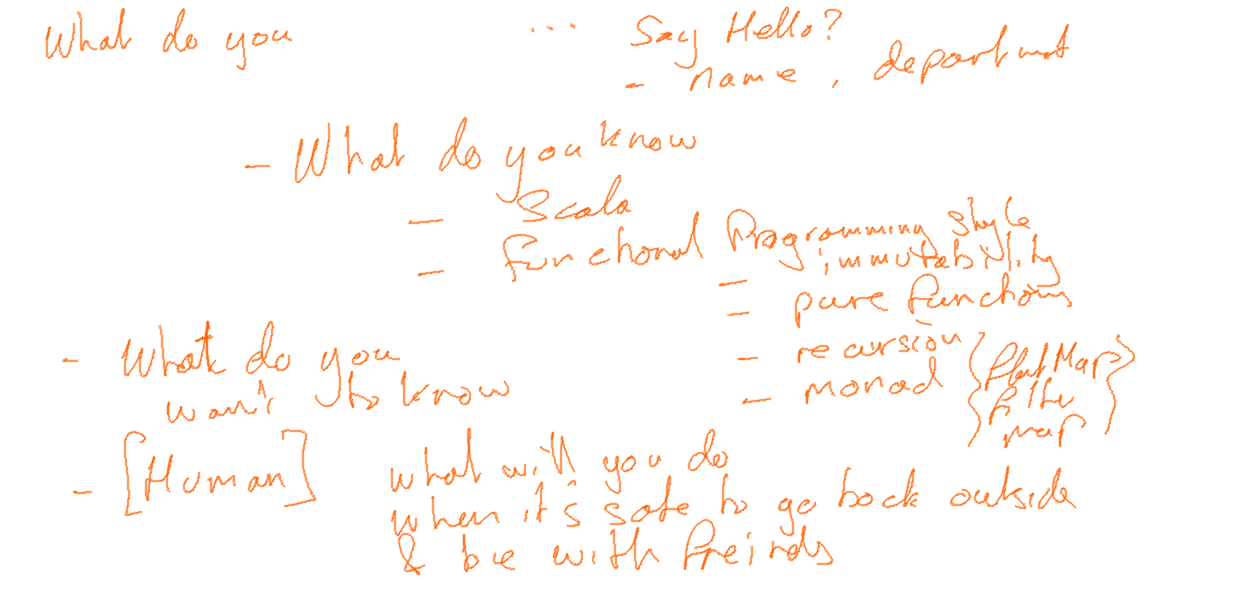 What do you ... Say Hello?
- name, department
- What do you know
- Scala
- Functional Programming Style
- immutability
- pure functions
- recursion
- monad { flatMap }
{ filter }
map
- What do you
want to know
- [Human] what will you do
when it's safe to go back outside
& be with freinds